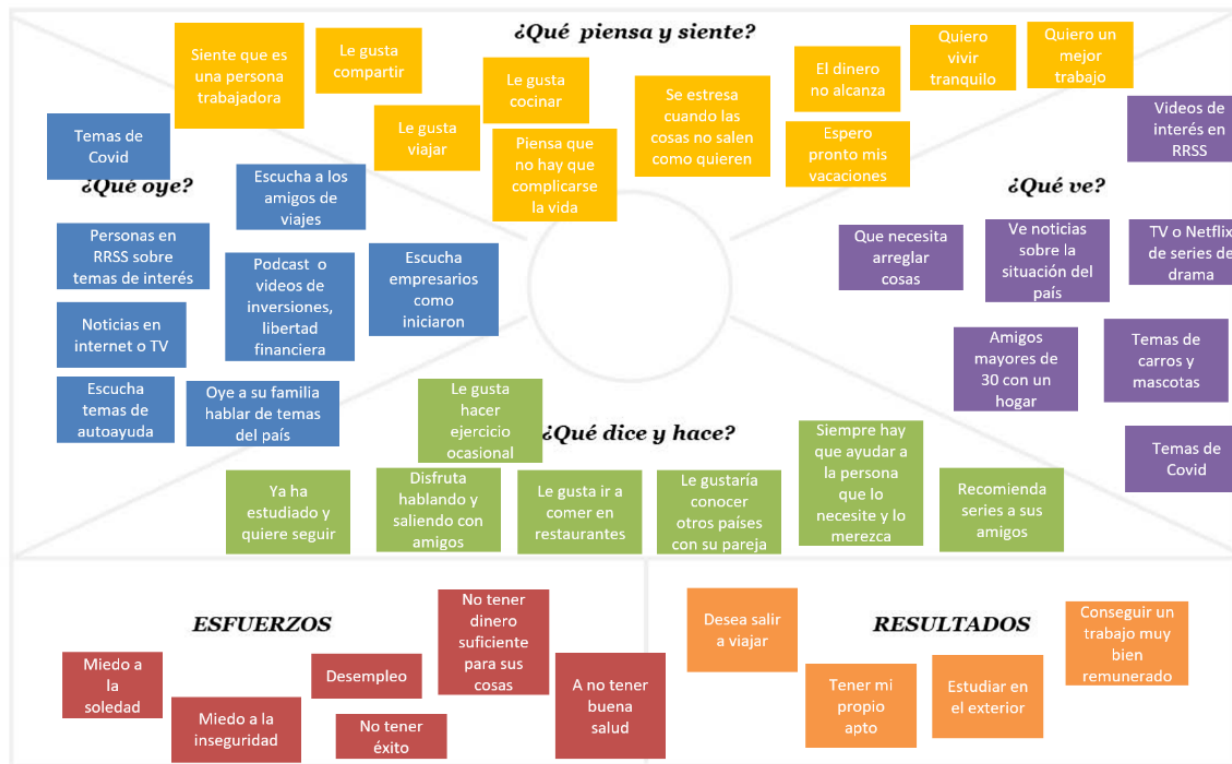 ¿Qué piensa y siente?
Siente que es
una persona
trabajadora
Le gusta
compartir
Le gusta
viajar
Le gusta
cocinar
Piensa que
no hay que
complicarse
la vida
Se estresa
cuando las
cosas no salen
como quieren
El dinero
no alcanza
Espero
pronto mis
vacaciones
Quiero
vivir
tranquilo
Quiero un
mejor
trabajo
¿Qué oye?
Temas de
Covid
Escucha a los
amigos de
viajes
Personas en
RRSS sobre
temas de interés
Podcast o
videos de
inversiones,
libertad
financiera
Escucha
empresarios
como
iniciaron
Noticias en
internet o TV
Escucha
temas de
autoayuda
Oye a su familia
hablar de temas
del país
¿Qué ve?
Videos de
interés en
RRSS
Que necesita
arreglar
cosas
Ve noticias
sobre la
situación del
país
TV o Netflix
de series de
drama
Amigos
mayores de
30 con un
hogar
Temas de
carros y
mascotas
Temas de
Covid
¿Qué dice y hace?
Le gusta
hacer
ejercicio
ocasional
Ya ha
estudiado y
quiere seguir
Disfruta
hablando y
saliendo con
amigos
Le gusta ir a
comer en
restaurantes
Le gustaría
conocer
otros países
con su pareja
Siempre hay
que ayudar a
la persona
que lo
necesite y lo
merezca
Recomienda
series a sus
amigos
ESFUERZOS
Miedo a
la
soledad
Miedo a la
inseguridad
Desempleo
No tener
éxito
No tener
dinero
suficiente
para sus
cosas
A no tener
buena
salud
RESULTADOS
Desea salir
a viajar
Tener mi
propio
apto
Estudiar en
el exterior
Conseguir un
trabajo muy
bien
remunerado